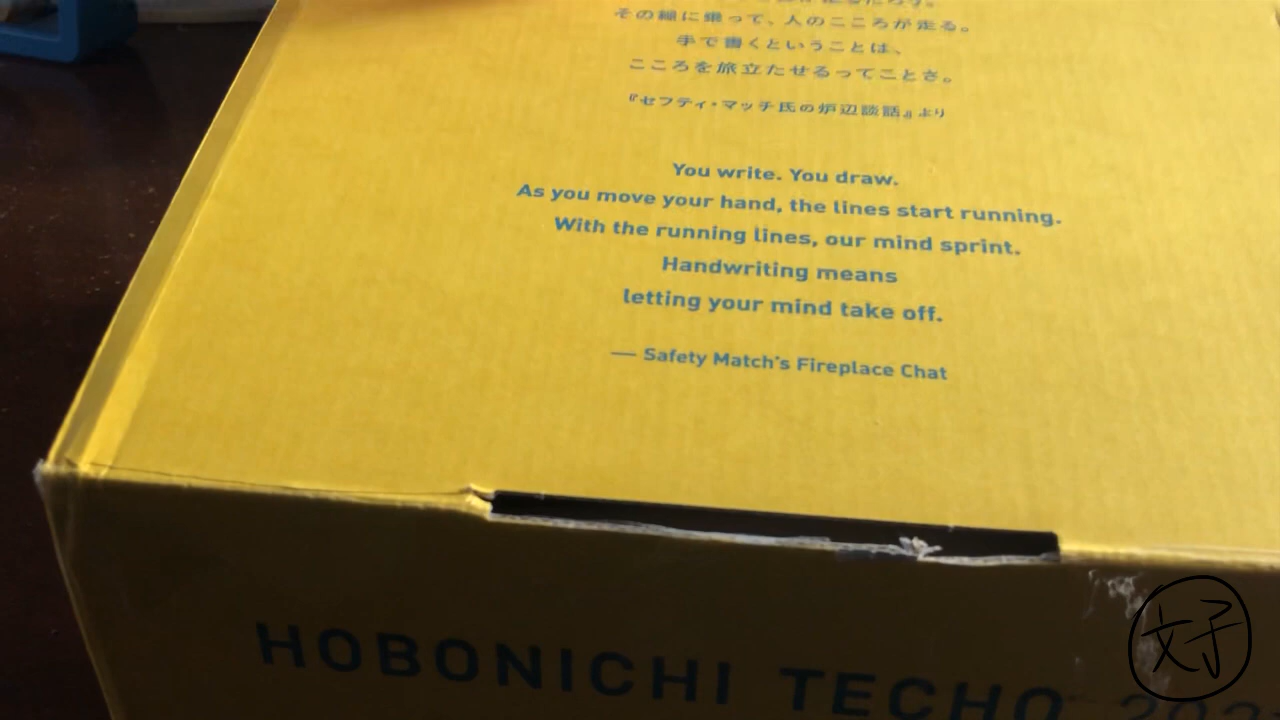 その線に乗って、人のこころが走る。
手で書くということは、
こころを旅立たせるってことさ。
『セフティ・マッチ氏の炉辺談話』より
You write. You draw.
As you move your hand, the lines start running.
With the running lines, our mind sprint.
Handwriting means
letting your mind take off.
— Safety Match's Fireplace Chat
HOBONICHI TECHO